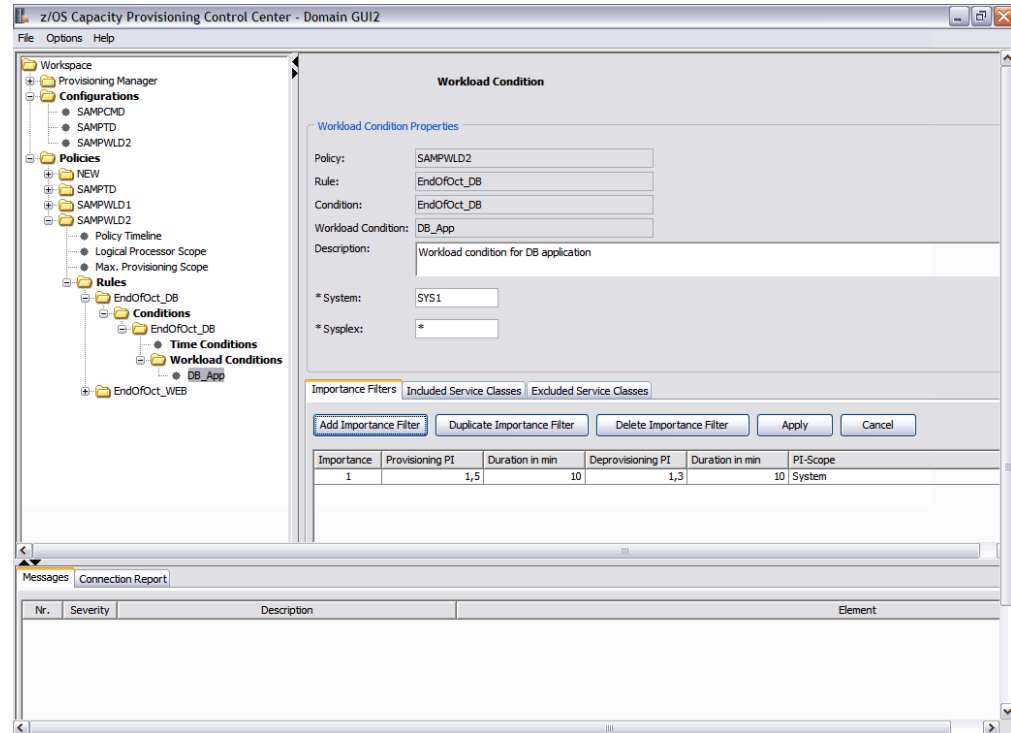 z/OS Capacity Provisioning Control Center - Domain GUI2
File Options Help
Workspace
Provisioning Manager
Configurations
SAMPCMD
SAMPTD
SAMPWLD2
Policies
NEW
SAMPTD
SAMPWLD1
SAMPWLD2
Policy Timeline
Logical Processor Scope
Max. Provisioning Scope
Rules
EndOfOct_DB
Conditions
EndOfOct_DB
Time Conditions
Workload Conditions
DB_App
EndOfOct_WEB
Workload Condition
Workload Condition Properties
Policy: SAMPWLD2
Rule: EndOfOct_DB
Condition: EndOfOct_DB
Workload Condition: DB_App
Description: Workload condition for DB application
* System: SYS1
* Sysplex: *
Importance Filters Included Service Classes Excluded Service Classes
Add Importance Filter Duplicate Importance Filter Delete Importance Filter Apply Cancel
Importance Provisioning PI Duration in min Deprovisioning PI Duration in min PI-Scope
1 1,5 10 1,3 10 System
Messages Connection Report
Nr. Severity Description Element